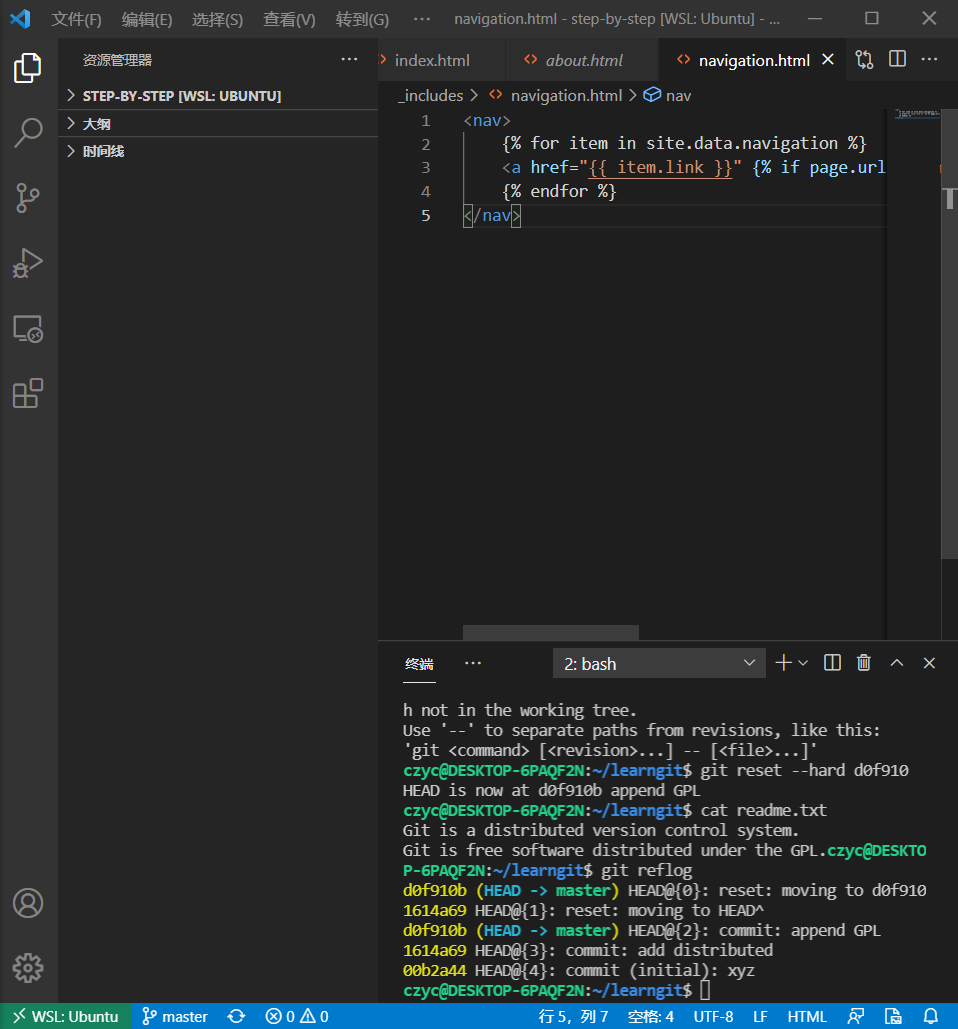 文件(F) 编辑(E) 选择(S) 查看(V) 转到(G) ··· navigation.html - step-by-step [WSL: Ubuntu] - ...
资源管理器 ···
STEP-BY-STEP [WSL: UBUNTU]
大纲
时间线
index.html about.html navigation.html ···
_includes > navigation.html > nav
1 <nav>
2 {% for item in site.data.navigation %}
3 <a href="{{ item.link }}" {% if page.url
4 {% endfor %}
5 </nav>
终端 ··· 2: bash
h not in the working tree.
Use '--' to separate paths from revisions, like this:
'git <command> [<revision>...] -- [<file>...]'
czyc@DESKTOP-6PAQF2N:~/learngit$ git reset --hard d0f910
HEAD is now at d0f910b append GPL
czyc@DESKTOP-6PAQF2N:~/learngit$ cat readme.txt
Git is a distributed version control system.
Git is free software distributed under the GPL.czyc@DESKTO
P-6PAQF2N:~/learngit$ git reflog
d0f910b (HEAD -> master) HEAD@{0}: reset: moving to d0f910
1614a69 HEAD@{1}: reset: moving to HEAD^
d0f910b (HEAD -> master) HEAD@{2}: commit: append GPL
1614a69 HEAD@{3}: commit: add distributed
00b2a44 HEAD@{4}: commit (initial): xyz
czyc@DESKTOP-6PAQF2N:~/learngit$
WSL: Ubuntu master 0 0 行 5，列 7 空格: 4 UTF-8 LF HTML